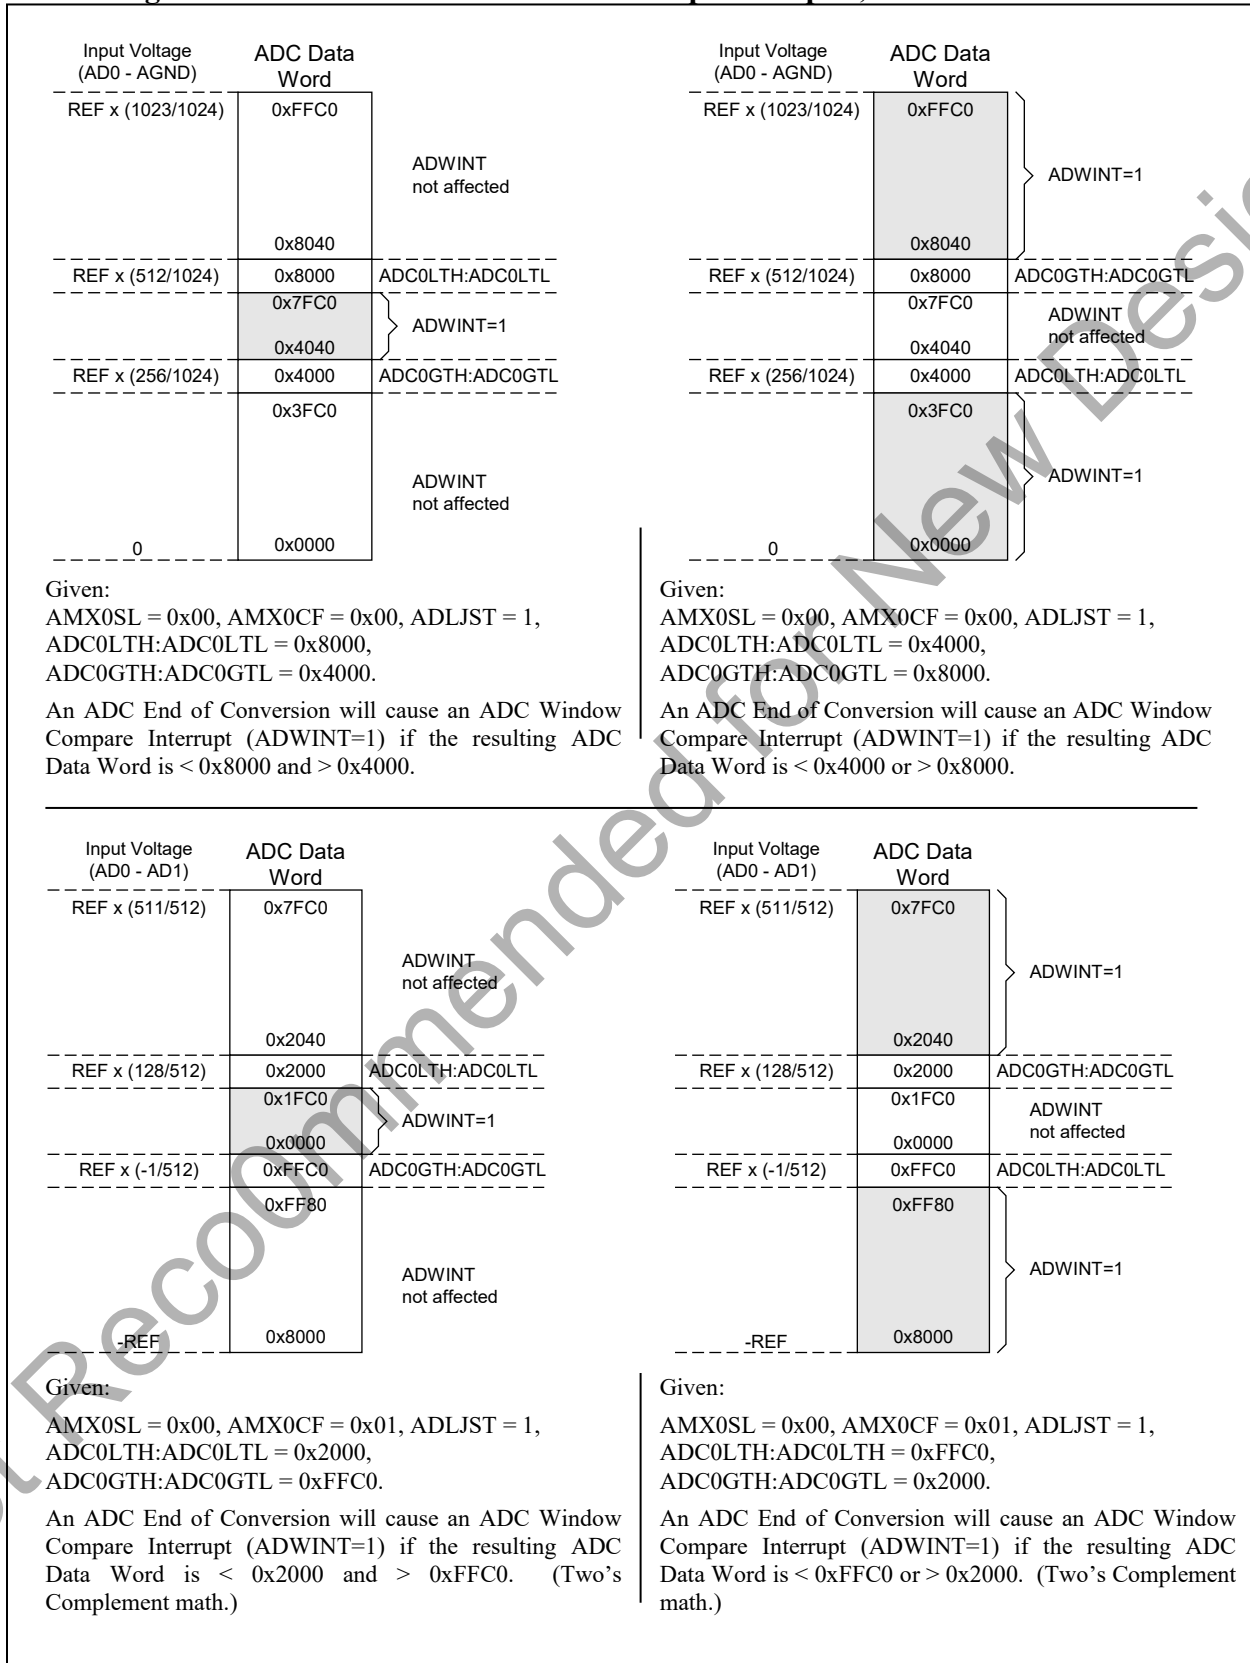 Input Voltage
(AD0 - AGND)
ADC Data
Word
REF x (1023/1024)
0xFFC0
ADWINT
not affected
0x8040
REF x (512/1024)
0x8000
ADC0LTH:ADC0LTL
0x7FC0
ADWINT=1
0x4040
REF x (256/1024)
0x4000
ADC0GTH:ADC0GTL
0x3FC0
ADWINT
not affected
0
0x0000
Given:
AMX0SL = 0x00, AMX0CF = 0x00, ADLJST = 1,
ADC0LTH:ADC0LTL = 0x8000,
ADC0GTH:ADC0GTL = 0x4000.
An ADC End of Conversion will cause an ADC Window
Compare Interrupt (ADWINT=1) if the resulting ADC
Data Word is < 0x8000 and > 0x4000.
Input Voltage
(AD0 - AGND)
ADC Data
Word
REF x (1023/1024)
0xFFC0
ADWINT=1
0x8040
REF x (512/1024)
0x8000
ADC0GTH:ADC0GTL
0x7FC0
ADWINT
not affected
0x4040
REF x (256/1024)
0x4000
ADC0LTH:ADC0LTL
0x3FC0
ADWINT=1
0
0x0000
Given:
AMX0SL = 0x00, AMX0CF = 0x00, ADLJST = 1,
ADC0LTH:ADC0LTL = 0x4000,
ADC0GTH:ADC0GTL = 0x8000.
An ADC End of Conversion will cause an ADC Window
Compare Interrupt (ADWINT=1) if the resulting ADC
Data Word is < 0x4000 or > 0x8000.
Input Voltage
(AD0 - AD1)
ADC Data
Word
REF x (511/512)
0x7FC0
ADWINT
not affected
0x2040
REF x (128/512)
0x2000
ADC0LTH:ADC0LTL
0x1FC0
ADWINT=1
0x0000
REF x (-1/512)
0xFFC0
ADC0GTH:ADC0GTL
0xFF80
ADWINT
not affected
-REF
0x8000
Given:
AMX0SL = 0x00, AMX0CF = 0x01, ADLJST = 1,
ADC0LTH:ADC0LTL = 0x2000,
ADC0GTH:ADC0GTL = 0xFFC0.
An ADC End of Conversion will cause an ADC Window
Compare Interrupt (ADWINT=1) if the resulting ADC
Data Word is < 0x2000 and > 0xFFC0. (Two's
Complement math.)
Input Voltage
(AD0 - AD1)
ADC Data
Word
REF x (511/512)
0x7FC0
ADWINT=1
0x2040
REF x (128/512)
0x2000
ADC0GTH:ADC0GTL
0x1FC0
ADWINT
not affected
0x0000
REF x (-1/512)
0xFFC0
ADC0LTH:ADC0LTL
0xFF80
ADWINT=1
-REF
0x8000
Given:
AMX0SL = 0x00, AMX0CF = 0x01, ADLJST = 1,
ADC0LTH:ADC0LTH = 0xFFC0,
ADC0GTH:ADC0GTL = 0x2000.
An ADC End of Conversion will cause an ADC Window
Compare Interrupt (ADWINT=1) if the resulting ADC
Data Word is < 0xFFC0 or > 0x2000. (Two's Complement
math.)
Recommended for New